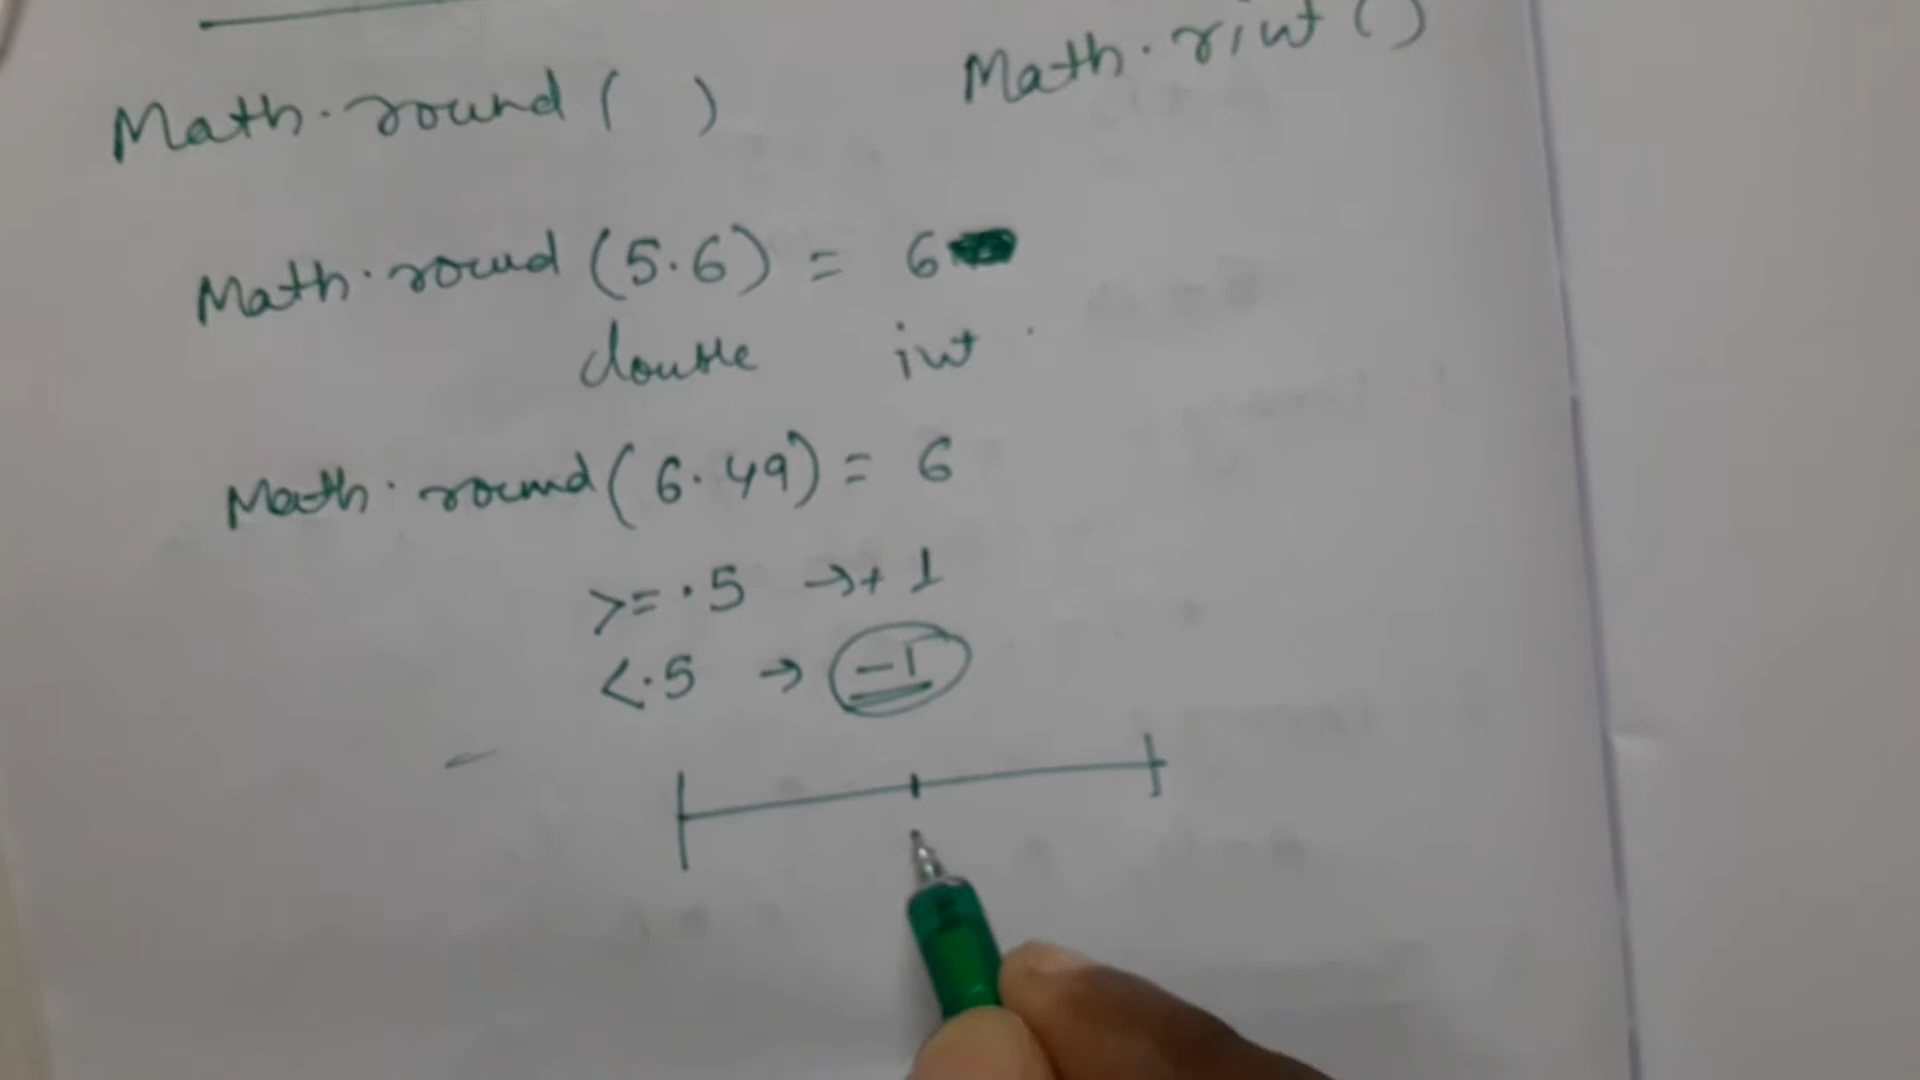 Math.round( ) Math.rint()
Math.round(5.6) = 6
double int
Math.round(6.49) = 6
>= .5 → + 1
<.5 → -1